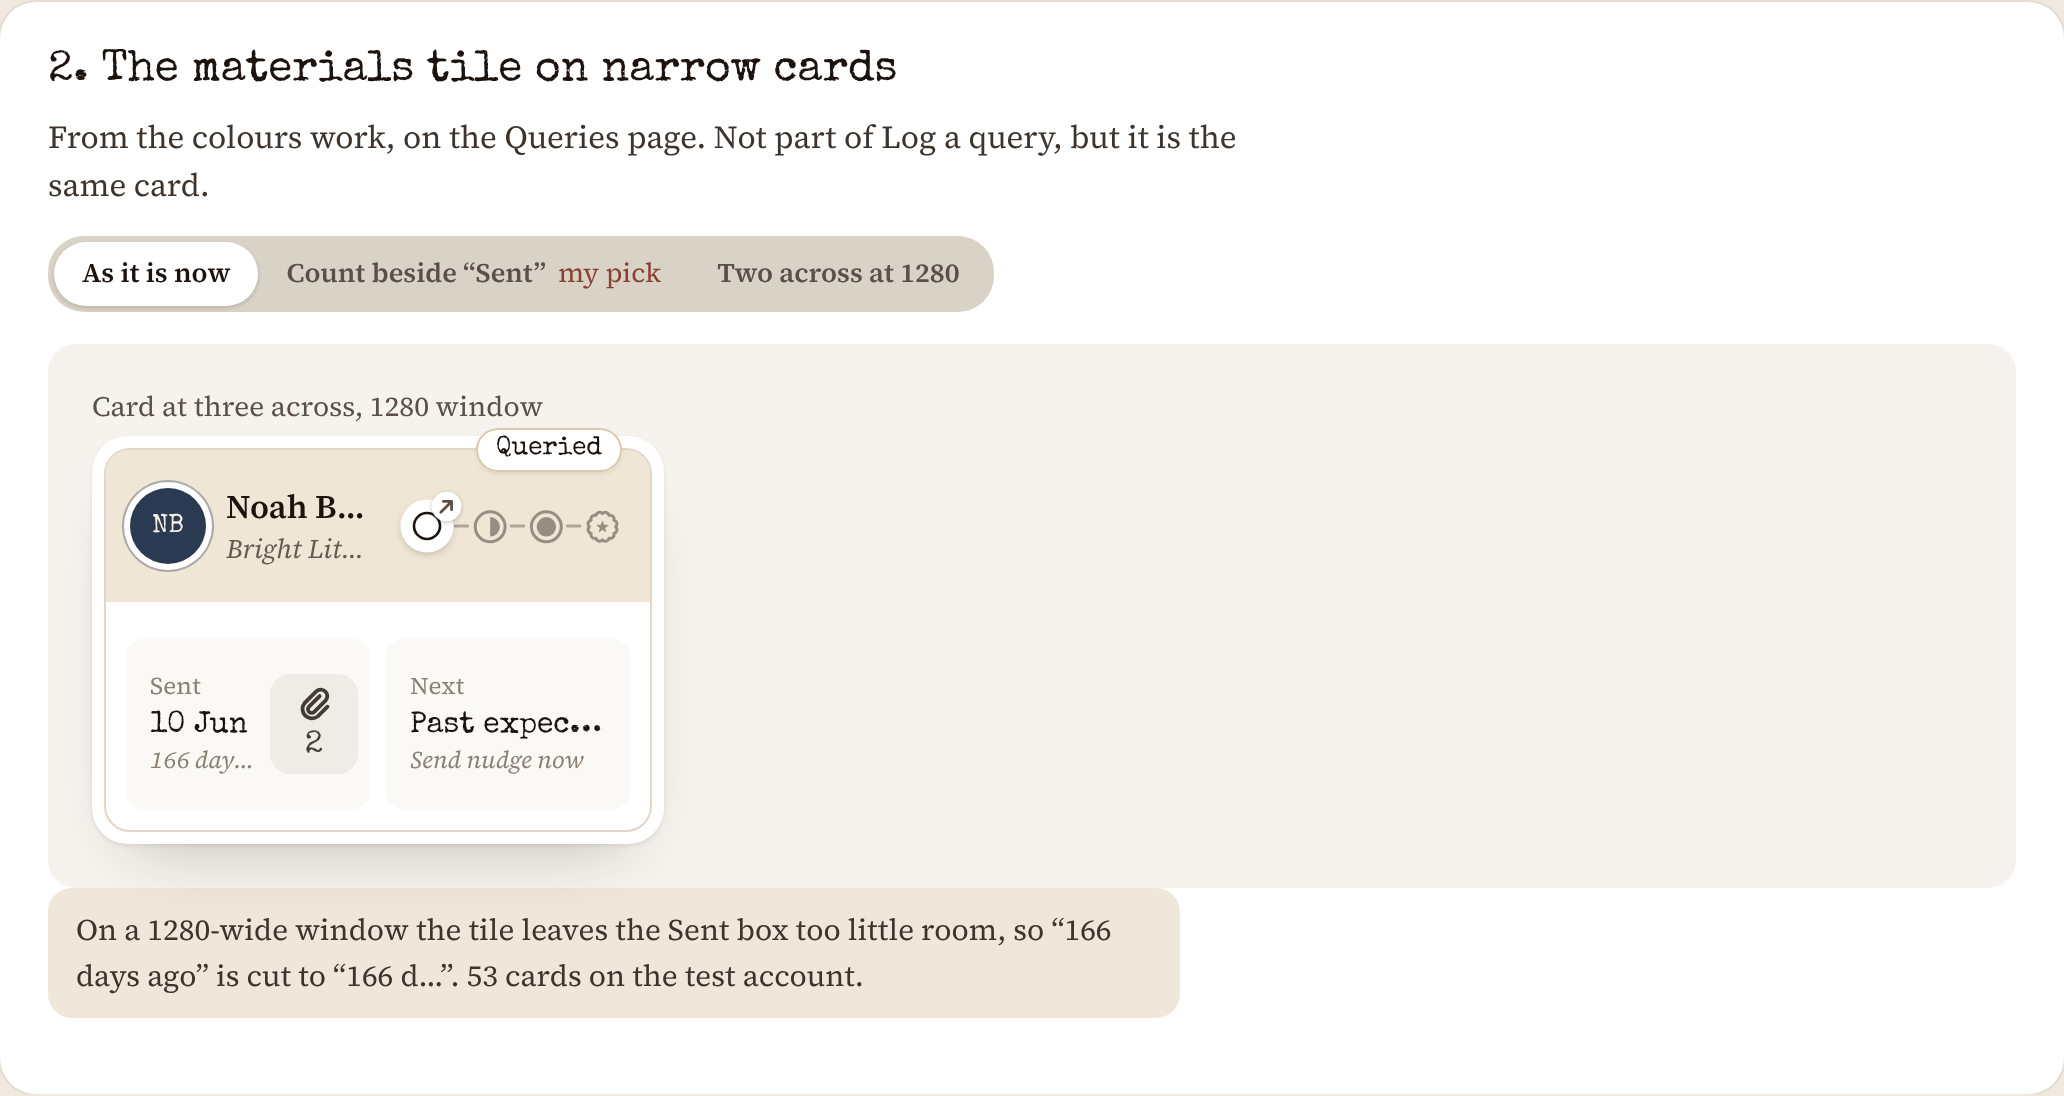 2. The materials tile on narrow cards
From the colours work, on the Queries page. Not part of Log a query, but it is the
same card.
As it is now
Count beside “Sent” my pick
Two across at 1280
Card at three across, 1280 window
Queried
NB
Noah B...
Bright Lit...
Sent
10 Jun
166 day...
2
Next
Past expec...
Send nudge now
On a 1280-wide window the tile leaves the Sent box too little room, so “166
days ago” is cut to “166 d...”. 53 cards on the test account.